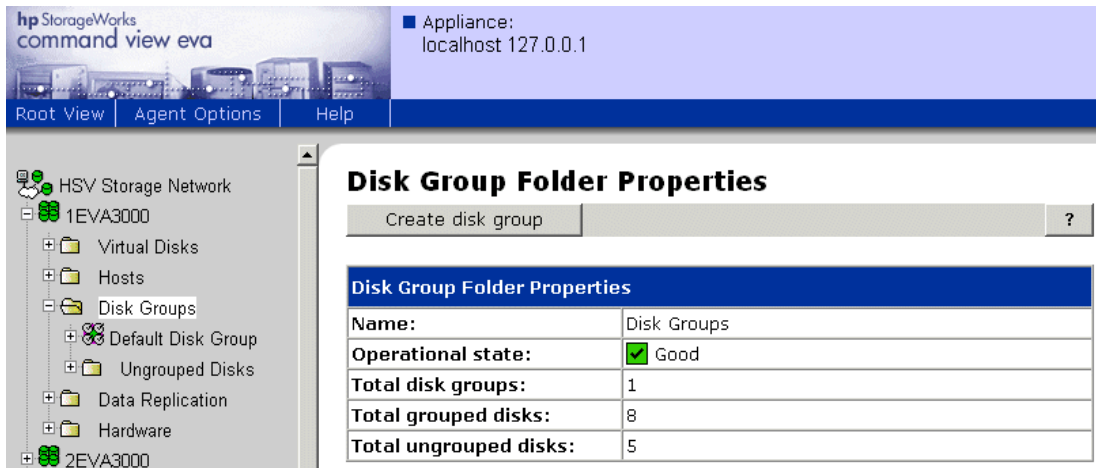 hp StorageWorks
command view eva
Appliance:
localhost 127.0.0.1
Root View Agent Options Help
HSV Storage Network
1EVA3000
Virtual Disks
Hosts
Disk Groups
Default Disk Group
Ungrouped Disks
Data Replication
Hardware
2EVA3000
Disk Group Folder Properties
Create disk group ?
Disk Group Folder Properties
Name: Disk Groups
Operational state: Good
Total disk groups: 1
Total grouped disks: 8
Total ungrouped disks: 5